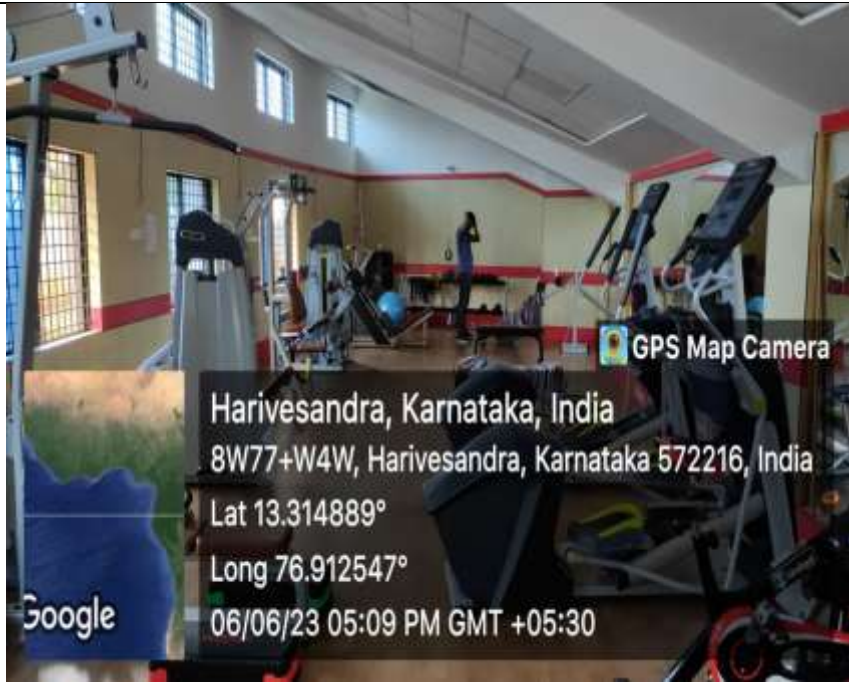 GPS Map Camera
Harivesandra, Karnataka, India
8W77+W4W, Harivesandra, Karnataka 572216, India
Lat 13.314889°
Long 76.912547°
06/06/23 05:09 PM GMT +05:30
Google